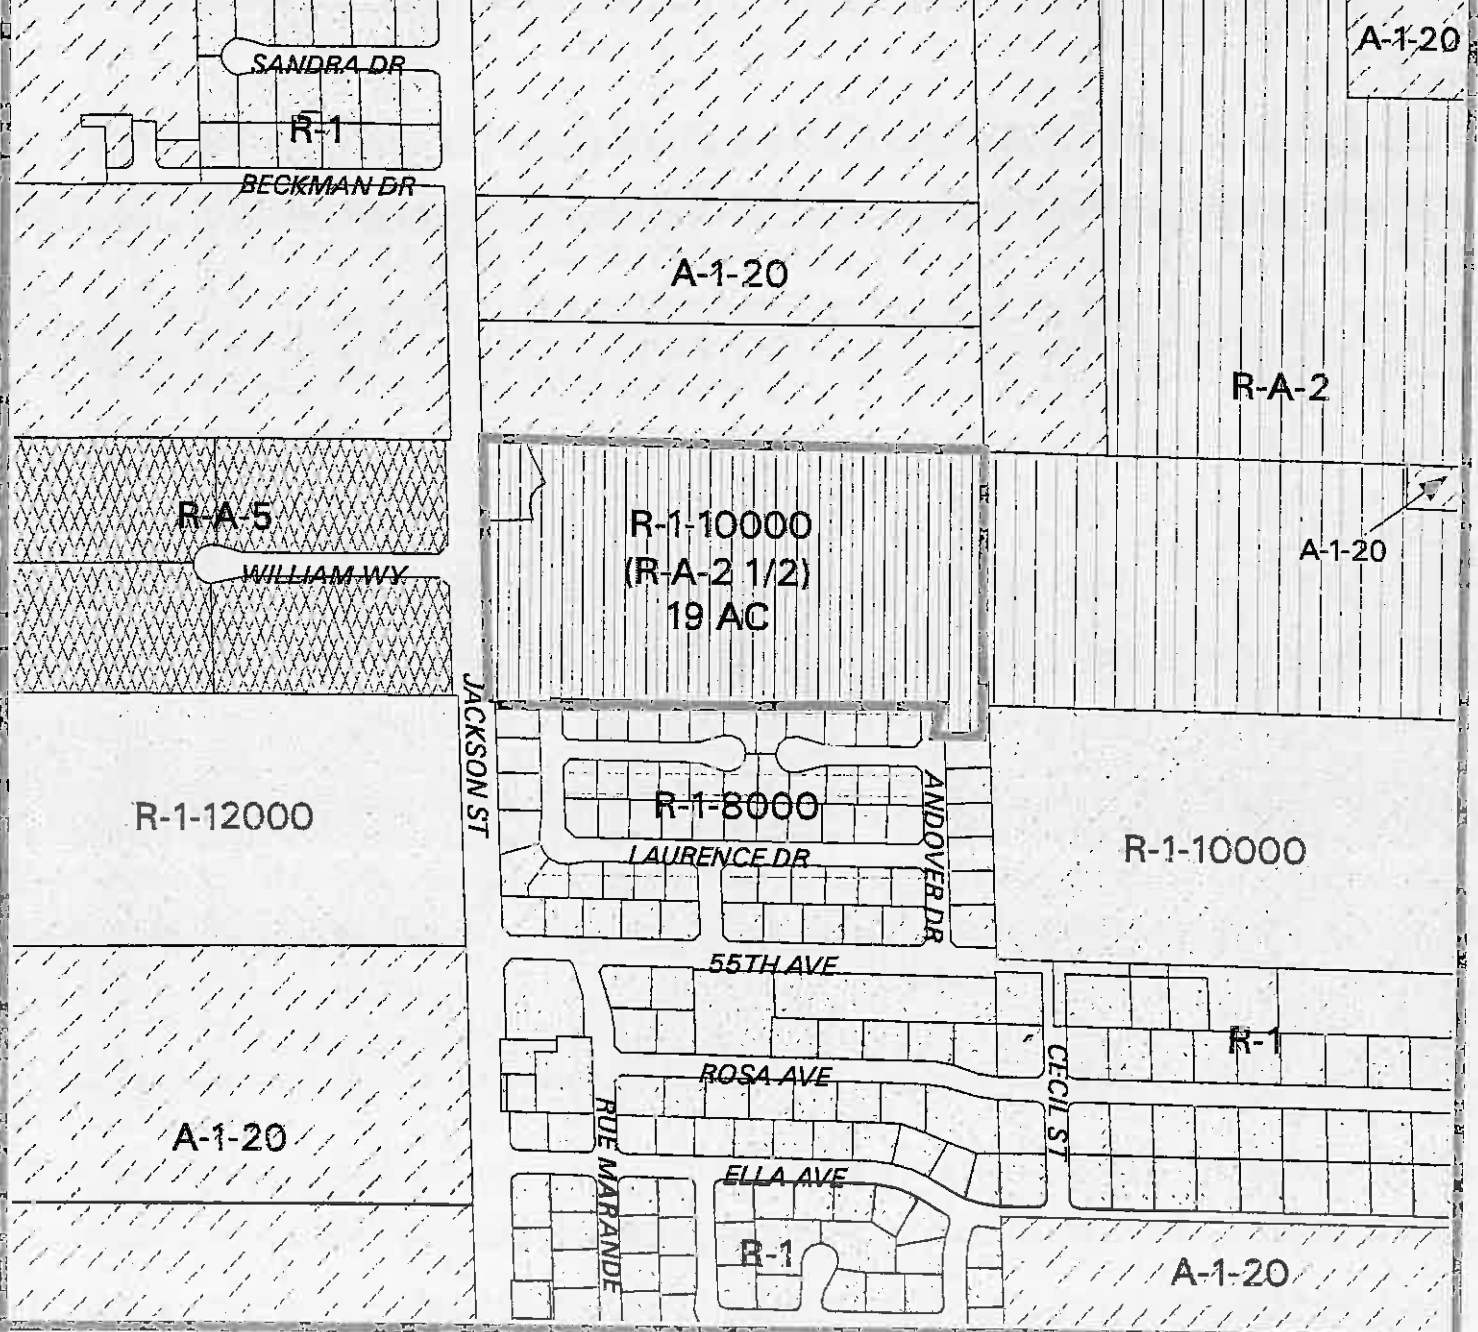 A-1-20
SANDRA DR
R-1
BECKMAN DR
A-1-20
R-A-2
R-A-5
R-1-10000
(R-A-2 1/2)
19 AC
A-1-20
WILLIAM WY
JACKSON ST
R-1-12000
R-1-8000
ANDOVER DR
R-1-10000
LAURENCE DR
55TH AVE
R-1
ROSA AVE
CECIL ST
A-1-20
RUE MARANDE
ELLA AVE
R-1
A-1-20